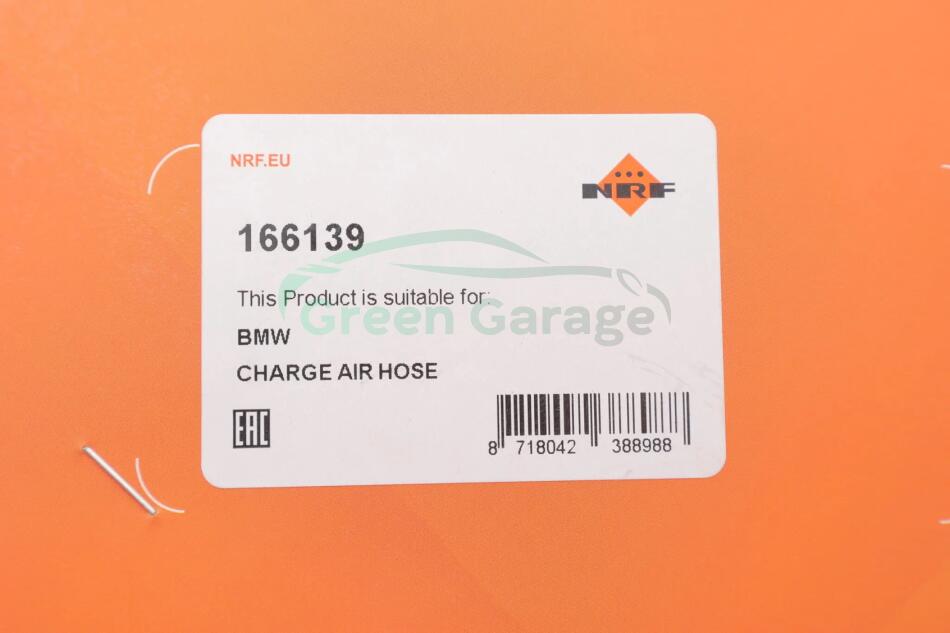 NRF.EU
NRF
166139
This Product is suitable for:
Green Garage
BMW
CHARGE AIR HOSE
EAC
8 718042 388988